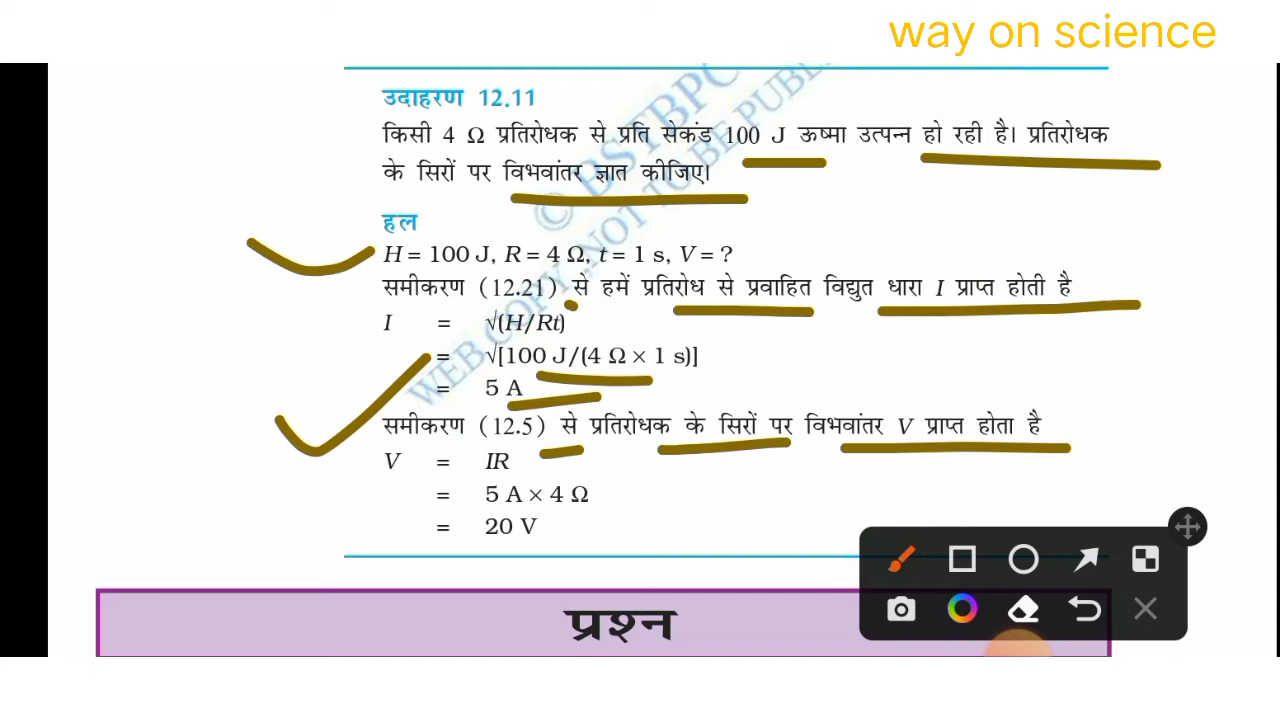 way on science
उदाहरण 12.11
किसी 4 Ω प्रतिरोधक से प्रति सेकंड 100 J ऊष्मा उत्पन्न हो रही है। प्रतिरोधक
के सिरों पर विभवांतर ज्ञात कीजिए।
हल
H = 100 J, R = 4 Ω, t = 1 s, V = ?
समीकरण (12.21) से हमें प्रतिरोध से प्रवाहित विद्युत धारा I प्राप्त होती है
I = √(H/Rt)
= √[100 J/(4 Ω × 1 s)]
= 5 A
समीकरण (12.5) से प्रतिरोधक के सिरों पर विभवांतर V प्राप्त होता है
V = IR
= 5 A × 4 Ω
= 20 V
प्रश्न